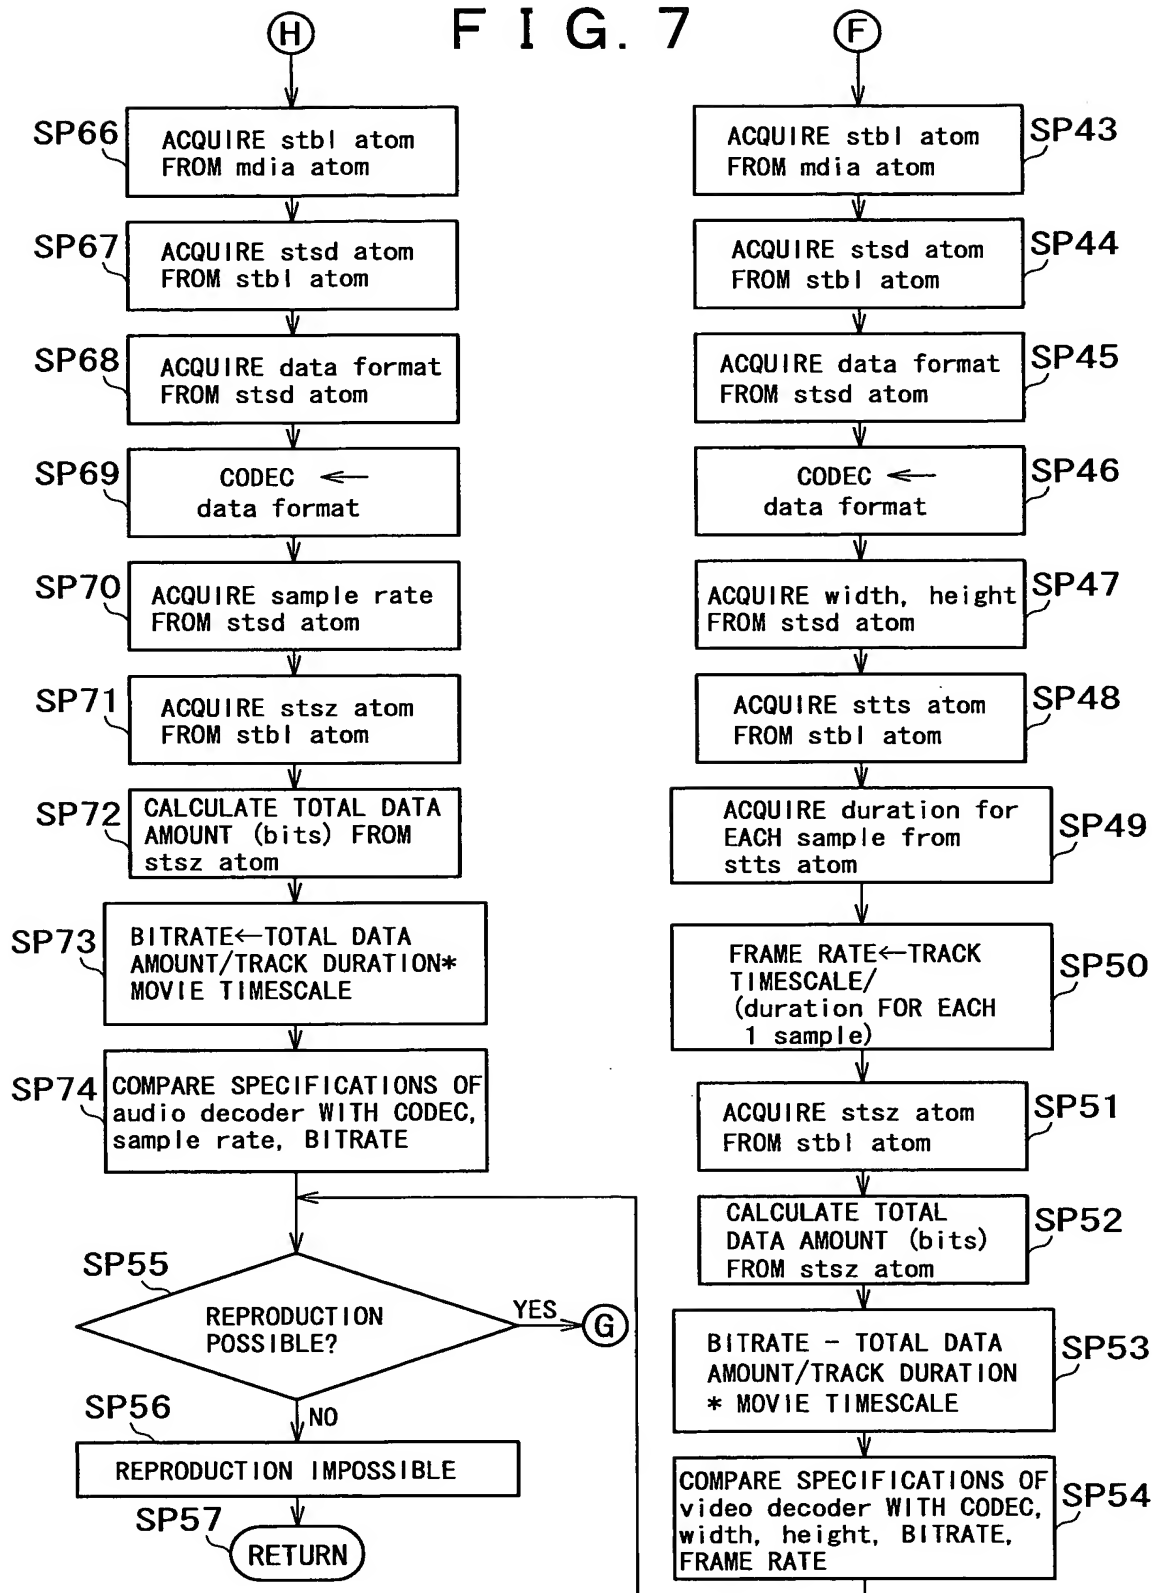 FIG. 7
H
SP66
ACQUIRE stbl atom
FROM mdia atom
SP67
ACQUIRE stsd atom
FROM stbl atom
SP68
ACQUIRE data format
FROM stsd atom
SP69
CODEC ←
data format
SP70
ACQUIRE sample rate
FROM stsd atom
SP71
ACQUIRE stsz atom
FROM stbl atom
SP72
CALCULATE TOTAL DATA
AMOUNT (bits) FROM
stsz atom
SP73
BITRATE←TOTAL DATA
AMOUNT/TRACK DURATION*
MOVIE TIMESCALE
SP74
COMPARE SPECIFICATIONS OF
audio decoder WITH CODEC,
sample rate, BITRATE
SP55
REPRODUCTION
POSSIBLE?
YES
G
NO
SP56
REPRODUCTION IMPOSSIBLE
SP57
RETURN
F
SP43
ACQUIRE stbl atom
FROM mdia atom
SP44
ACQUIRE stsd atom
FROM stbl atom
SP45
ACQUIRE data format
FROM stsd atom
SP46
CODEC ←
data format
SP47
ACQUIRE width, height
FROM stsd atom
SP48
ACQUIRE stts atom
FROM stbl atom
SP49
ACQUIRE duration for
EACH sample from
stts atom
SP50
FRAME RATE←TRACK
TIMESCALE/
(duration FOR EACH
1 sample)
SP51
ACQUIRE stsz atom
FROM stbl atom
SP52
CALCULATE TOTAL
DATA AMOUNT (bits)
FROM stsz atom
SP53
BITRATE - TOTAL DATA
AMOUNT/TRACK DURATION
* MOVIE TIMESCALE
SP54
COMPARE SPECIFICATIONS OF
video decoder WITH CODEC,
width, height, BITRATE,
FRAME RATE